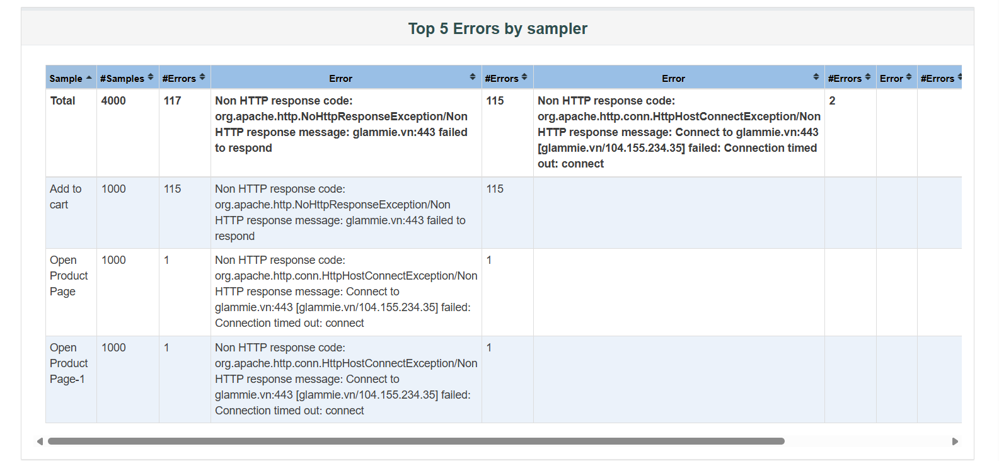 Top 5 Errors by sampler
Sample #Samples #Errors Error #Errors Error #Errors Error #Errors
Total 4000 117 Non HTTP response code: 115 Non HTTP response code: 2
org.apache.http.NoHttpResponseException/Non org.apache.http.conn.HttpHostConnectException/Non
HTTP response message: glammie.vn:443 failed HTTP response message: Connect to glammie.vn:443
to respond [glammie.vn/104.155.234.35] failed: Connection timed
out: connect
Add to 1000 115 Non HTTP response code: 115
cart org.apache.http.NoHttpResponseException/Non
HTTP response message: glammie.vn:443 failed to
respond
Open 1000 1 Non HTTP response code: 1
Product org.apache.http.conn.HttpHostConnectException/Non
Page HTTP response message: Connect to
glammie.vn:443 [glammie.vn/104.155.234.35] failed:
Connection timed out: connect
Open 1000 1 Non HTTP response code: 1
Product org.apache.http.conn.HttpHostConnectException/Non
Page-1 HTTP response message: Connect to
glammie.vn:443 [glammie.vn/104.155.234.35] failed:
Connection timed out: connect